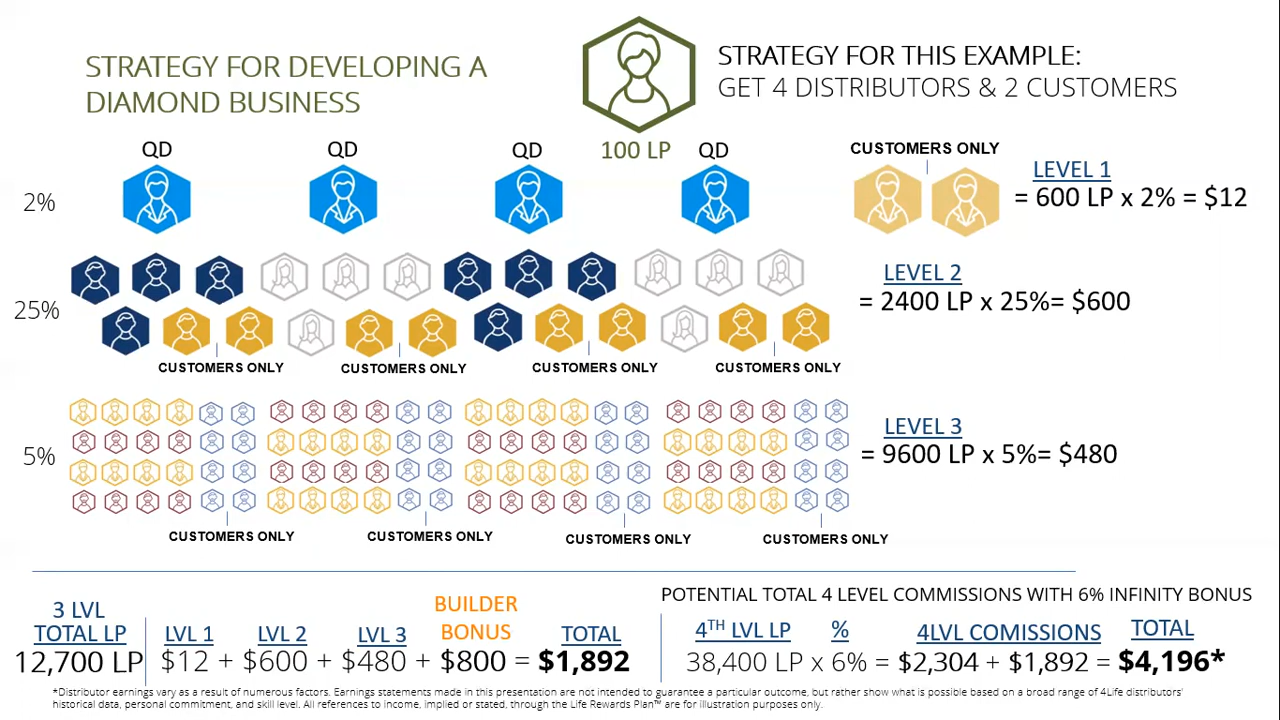 STRATEGY FOR DEVELOPING A
DIAMOND BUSINESS
STRATEGY FOR THIS EXAMPLE:
GET 4 DISTRIBUTORS & 2 CUSTOMERS
QD
QD
QD
100 LP
QD
CUSTOMERS ONLY
2%
LEVEL 1
= 600 LP x 2% = $12
25%
LEVEL 2
= 2400 LP x 25%= $600
CUSTOMERS ONLY
CUSTOMERS ONLY
CUSTOMERS ONLY
CUSTOMERS ONLY
5%
LEVEL 3
= 9600 LP x 5%= $480
CUSTOMERS ONLY
CUSTOMERS ONLY
CUSTOMERS ONLY
CUSTOMERS ONLY
3 LVL
TOTAL LP
12,700 LP
LVL 1
LVL 2
LVL 3
BUILDER
BONUS
TOTAL
$12 + $600 + $480 + $800 = $1,892
POTENTIAL TOTAL 4 LEVEL COMMISSIONS WITH 6% INFINITY BONUS
4TH LVL LP
%
4LVL COMISSIONS
TOTAL
38,400 LP x 6% = $2,304 + $1,892 = $4,196*
*Distributor earnings vary as a result of numerous factors. Earnings statements made in this presentation are not intended to guarantee a particular outcome, but rather show what is possible based on a broad range of 4Life distributors'
historical data, personal commitment, and skill level. All references to income, implied or stated, through the Life Rewards Plan™ are for illustration purposes only.